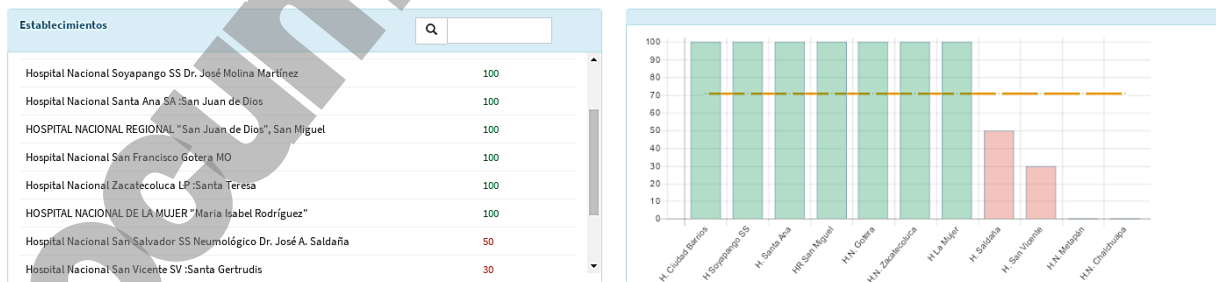 Establecimientos
Hospital Nacional Soyapango SS Dr. José Molina Martínez 100
Hospital Nacional Santa Ana SA :San Juan de Dios 100
HOSPITAL NACIONAL REGIONAL "San Juan de Dios", San Miguel 100
Hospital Nacional San Francisco Gotera MO 100
Hospital Nacional Zacatecoluca LP :Santa Teresa 100
HOSPITAL NACIONAL DE LA MUJER "Maria Isabel Rodríguez" 100
Hospital Nacional San Salvador SS Neumológico Dr. José A. Saldaña 50
Hospital Nacional San Vicente SV :Santa Gertrudis 30
100
90
80
70
60
50
40
30
20
10
0
H. Ciudad Barrios
H Soyapango SS
H. Santa Ana
HR San Miguel
H.N. Gotera
H.N. Zacatecoluca
H La Mujer
H. Saldaña
H. San Vicente
H.N. Metapán
H.N. Chalchuapa
ocum